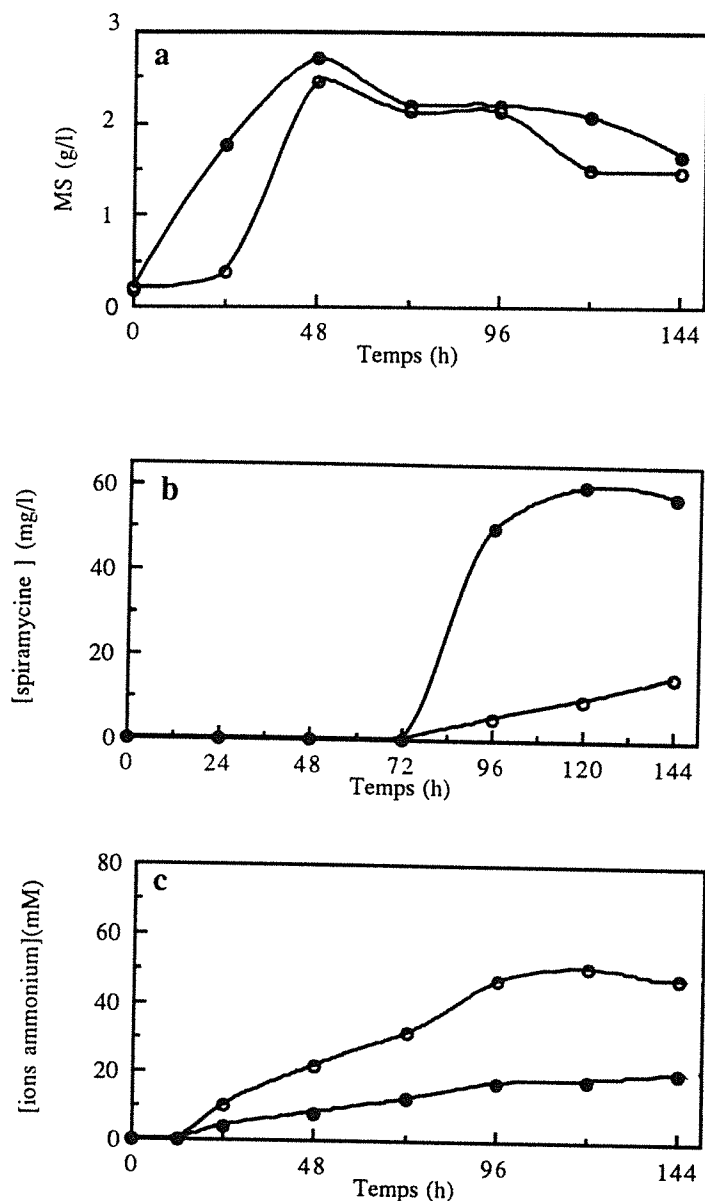 a
3
2
1
0
MS (g/l)
0 48 96 144
Temps (h)
b
60
40
20
0
[spiramycine ] (mg/l)
0 24 48 72 96 120 144
Temps (h)
c
80
60
40
20
0
[ions ammonium](mM)
0 48 96 144
Temps (h)